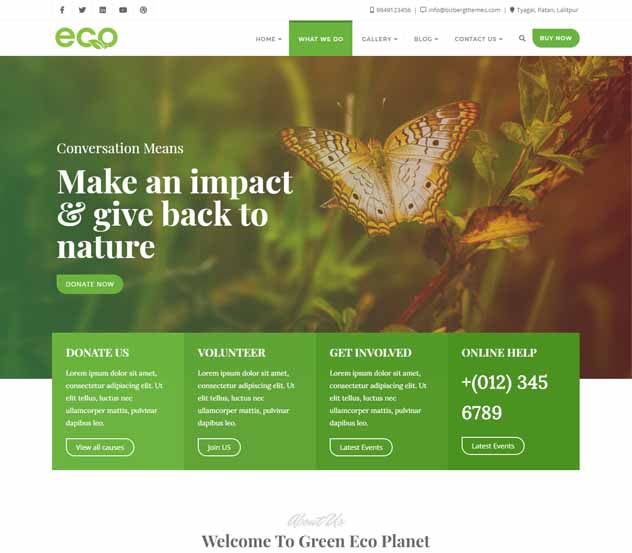 9849123456 | info@bizbergthemes.com | Tyagal, Patan, Lalitpur
eco
HOME WHAT WE DO GALLERY BLOG CONTACT US BUY NOW
Conversation Means
Make an impact
& give back to
nature
DONATE NOW
DONATE US
Lorem ipsum dolor sit amet,
consectetur adipiscing elit. Ut
elit tellus, luctus nec
ullamcorper mattis, pulvinar
dapibus leo.
View all causes
VOLUNTEER
Lorem ipsum dolor sit amet,
consectetur adipiscing elit. Ut
elit tellus, luctus nec
ullamcorper mattis, pulvinar
dapibus leo.
Join US
GET INVOLVED
Lorem ipsum dolor sit amet,
consectetur adipiscing elit. Ut
elit tellus, luctus nec
ullamcorper mattis, pulvinar
dapibus leo.
Latest Events
ONLINE HELP
+(012) 345
6789
Latest Events
About Us
Welcome To Green Eco Planet